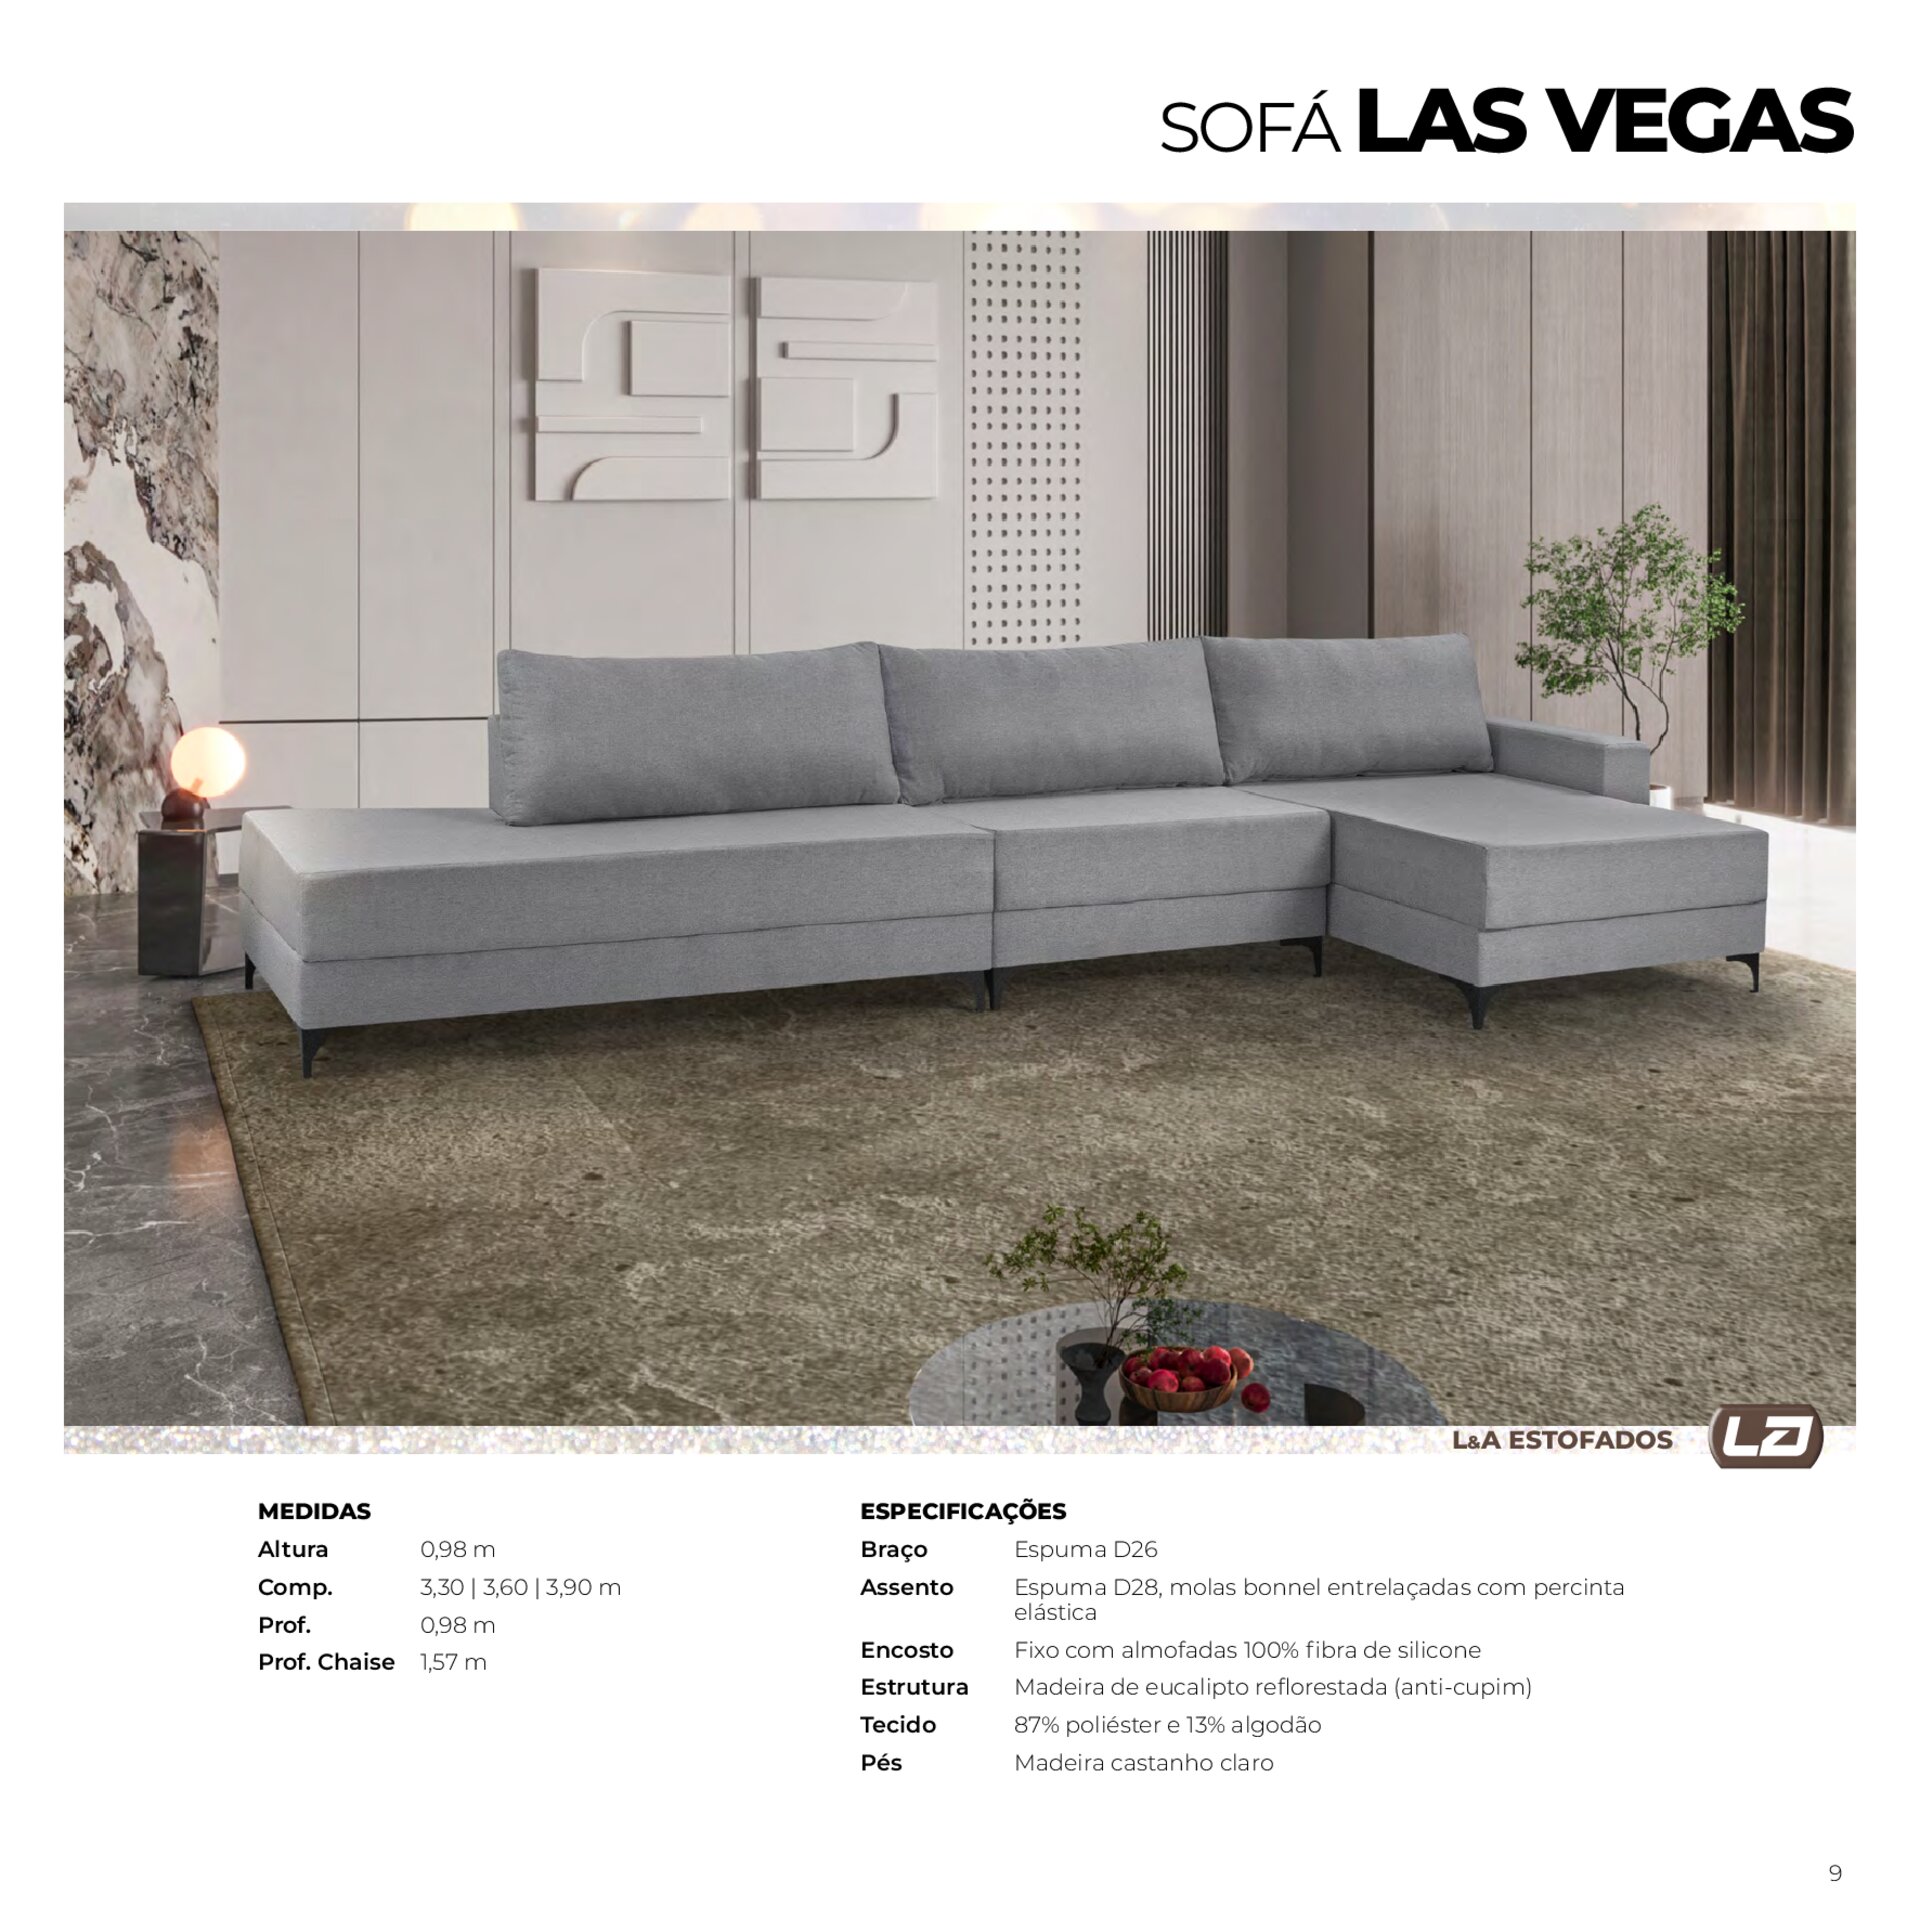 SOFÁ LAS VEGAS
L&A ESTOFADOS LA
MEDIDAS
Altura 0,98 m
Comp. 3,30 | 3,60 | 3,90 m
Prof. 0,98 m
Prof. Chaise 1,57 m
ESPECIFICAÇÕES
Braço Espuma D26
Assento Espuma D28, molas bonnel entrelaçadas com percinta
elástica
Encosto Fixo com almofadas 100% fibra de silicone
Estrutura Madeira de eucalipto reflorestada (anti-cupim)
Tecido 87% poliéster e 13% algodão
Pés Madeira castanho claro
9